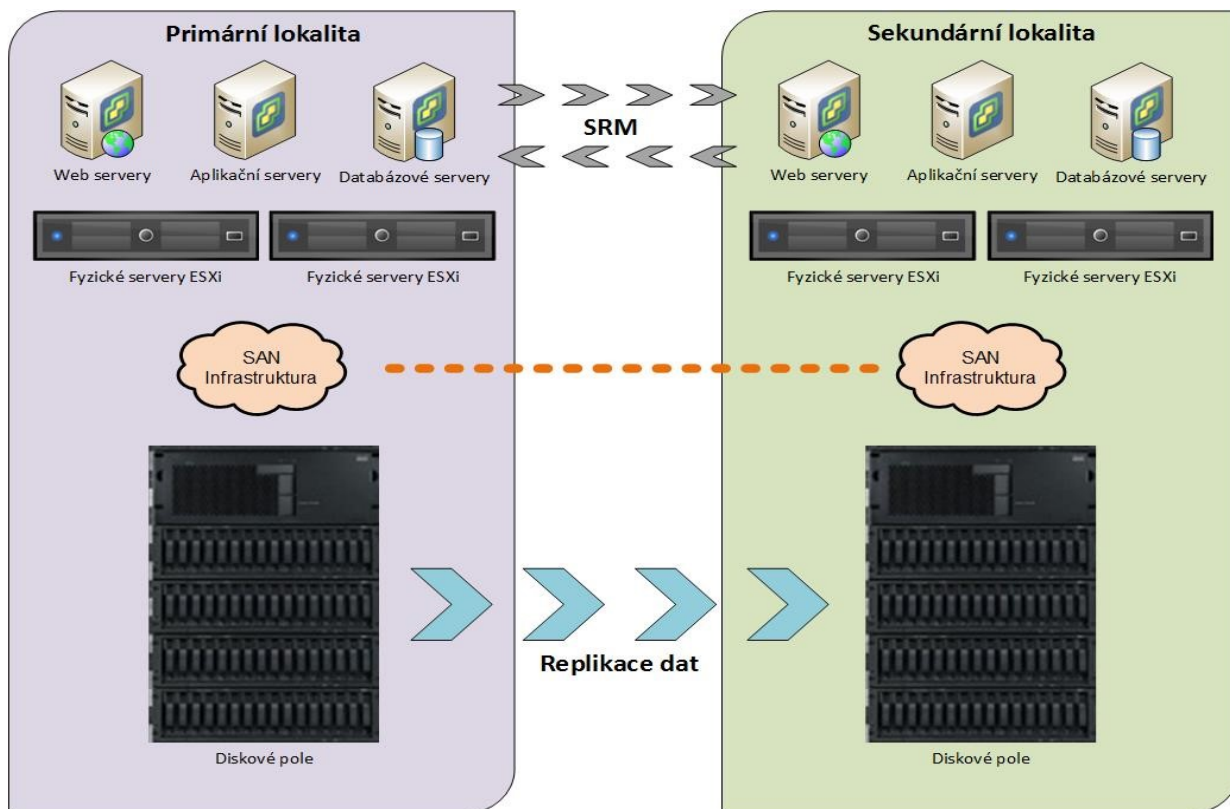 Primární lokalita
Sekundární lokalita
SRM
Web servery
Aplikační servery
Databázové servery
Web servery
Aplikační servery
Databázové servery
Fyzické servery ESXi
Fyzické servery ESXi
Fyzické servery ESXi
Fyzické servery ESXi
SAN
Infrastruktura
SAN
Infrastruktura
Replikace dat
Diskové pole
Diskové pole